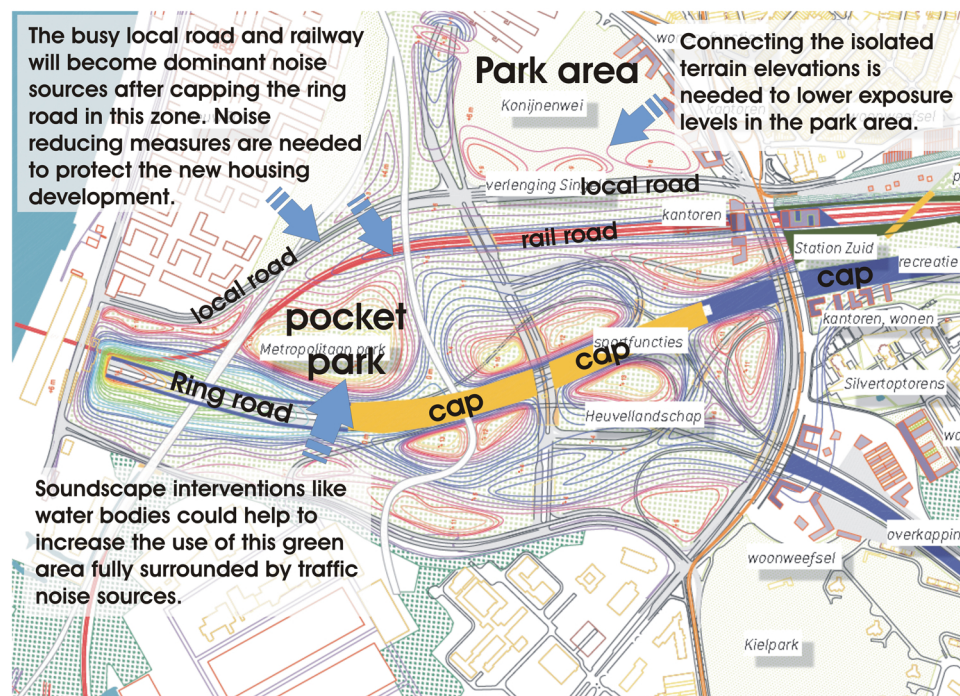 The busy local road and railway
will become dominant noise
sources after capping the ring
road in this zone. Noise
reducing measures are needed
to protect the new housing
development.
Park area
Konijnenwei
Connecting the isolated
terrain elevations is
needed to lower exposure
levels in the park area.
verlenging Singel
local road
kantoren
rail road
Station Zuid
cap
recreatie
local road
pocket
park
Metropolitaan park
sportfuncties
cap
kantoren, wonen
Ring road
cap
Silvertoptorens
Heuvellandschap
Soundscape interventions like
water bodies could help to
increase the use of this green
area fully surrounded by traffic
noise sources.
overkappin
woonweefsel
Kielpark